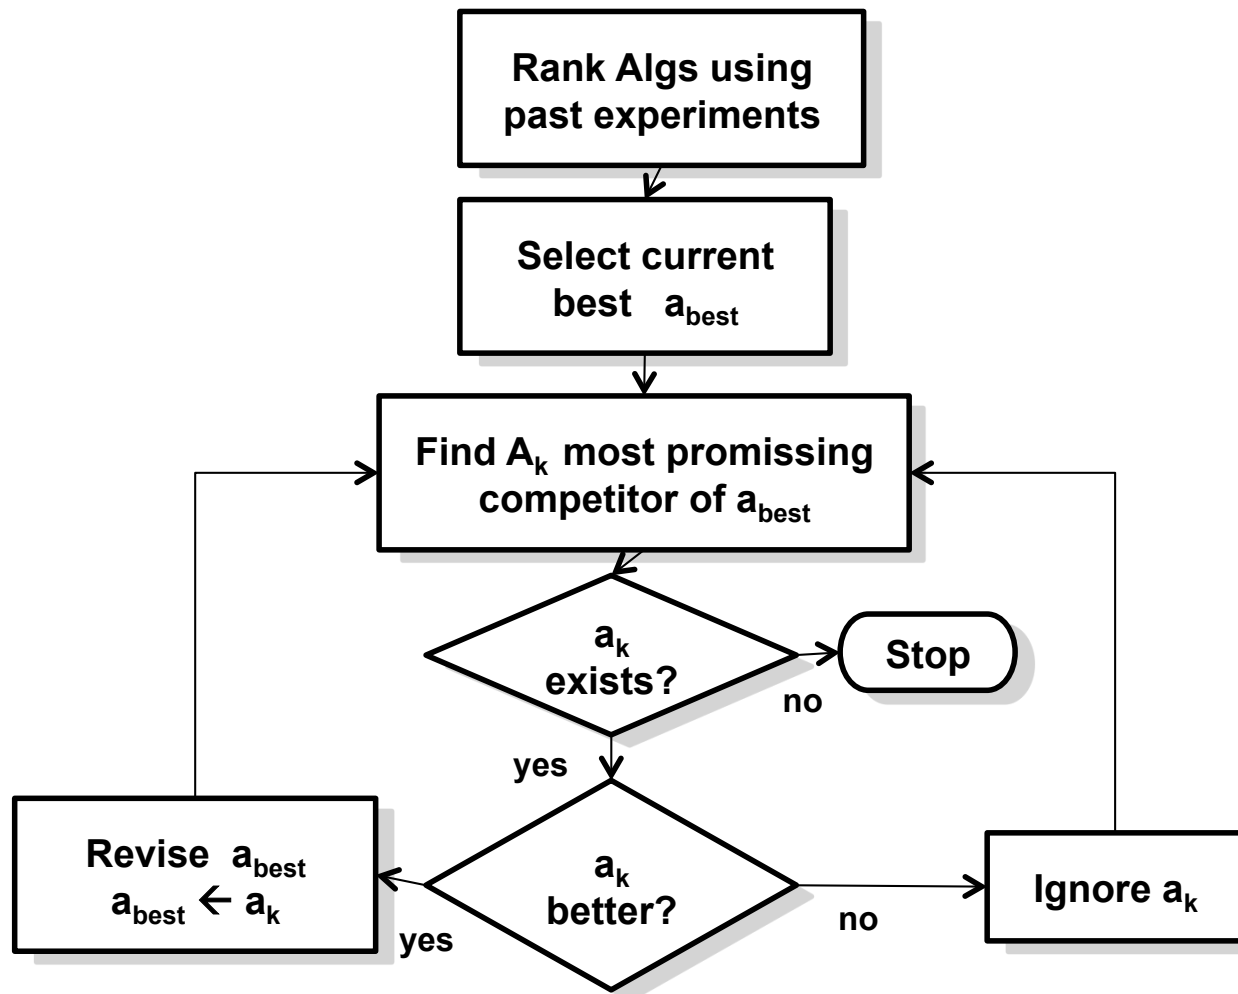 Rank Algs using
past experiments
Select current
best a_best
Find A_k most promissing
competitor of a_best
a_k
exists?
Stop
no
yes
Revise a_best
a_best ← a_k
a_k
better?
Ignore a_k
no
yes